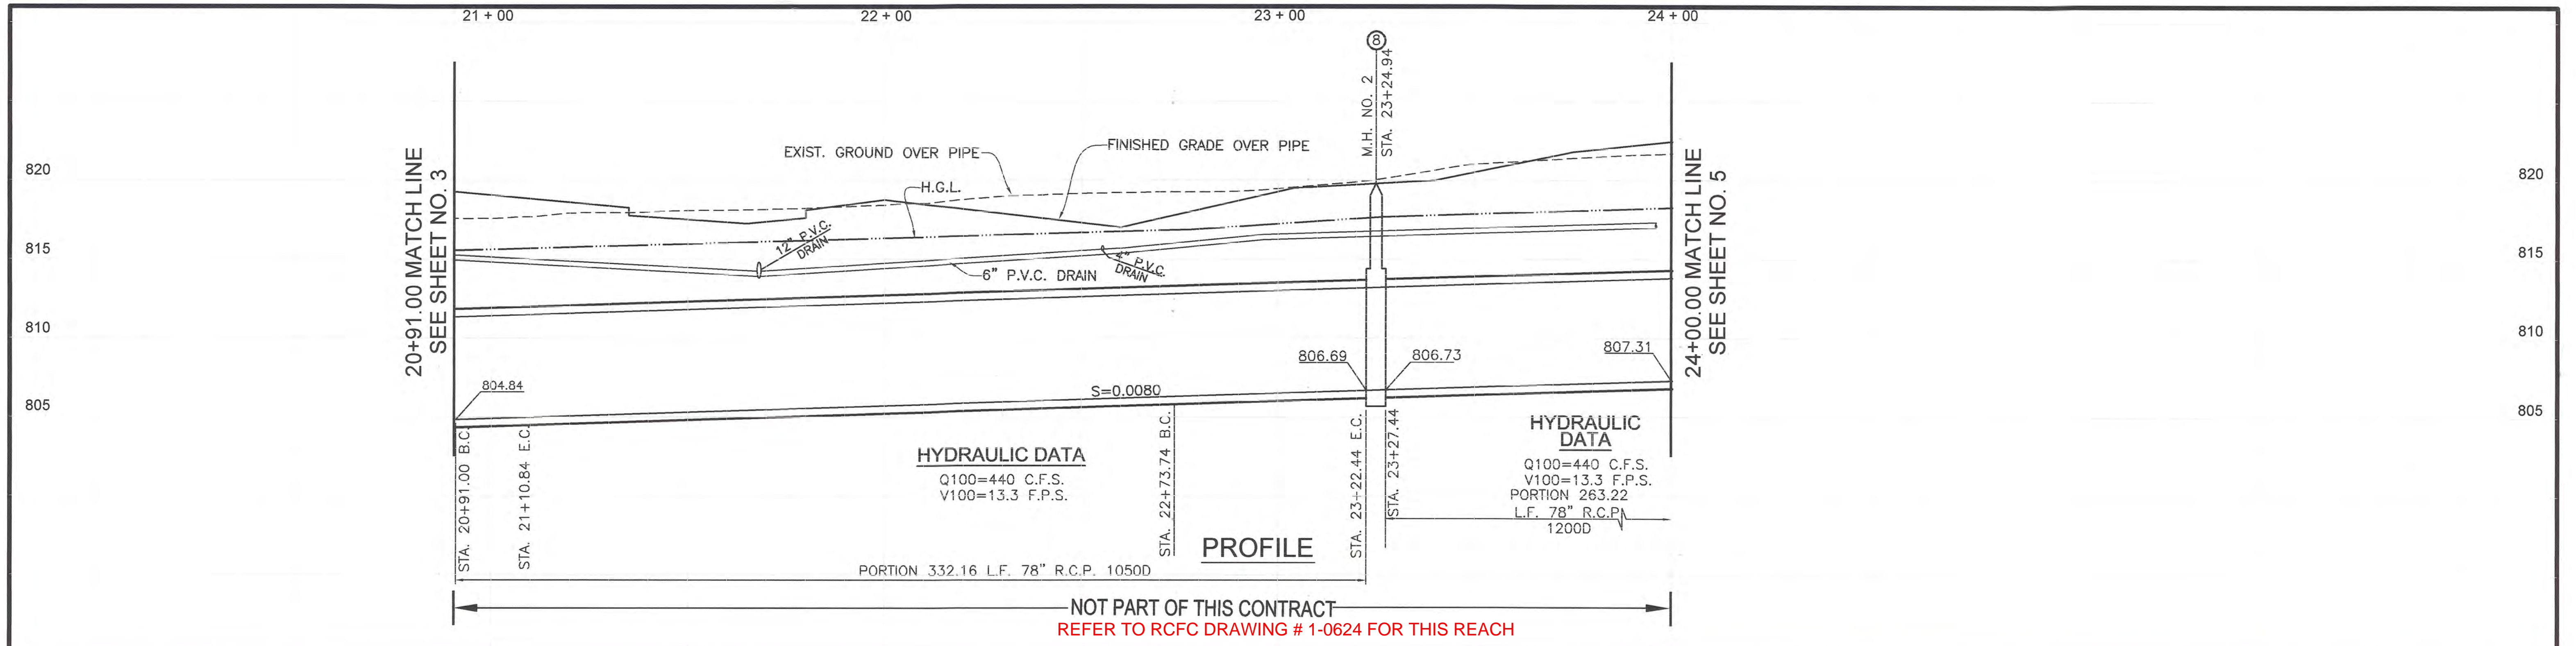 21 + 00
22 + 00
23 + 00
24 + 00
8
M.H. NO. 2
STA. 23+24.94
20+91.00 MATCH LINE
SEE SHEET NO. 3
EXIST. GROUND OVER PIPE
FINISHED GRADE OVER PIPE
H.G.L.
12" P.V.C.
DRAIN
4" P.V.C.
DRAIN
6" P.V.C. DRAIN
24+00.00 MATCH LINE
SEE SHEET NO. 5
820
815
810
805
820
815
810
805
804.84
S=0.0080
806.69
806.73
807.31
STA. 20+91.00 B.C.
STA. 21+10.84 E.C.
HYDRAULIC DATA
Q100=440 C.F.S.
V100=13.3 F.P.S.
STA. 22+73.74 B.C.
STA. 23+22.44 E.C.
STA. 23+27.44
HYDRAULIC
DATA
Q100=440 C.F.S.
V100=13.3 F.P.S.
PORTION 263.22
L.F. 78" R.C.P.
1200D
PROFILE
PORTION 332.16 L.F. 78" R.C.P. 1050D
NOT PART OF THIS CONTRACT
REFER TO RCFC DRAWING # 1-0624 FOR THIS REACH